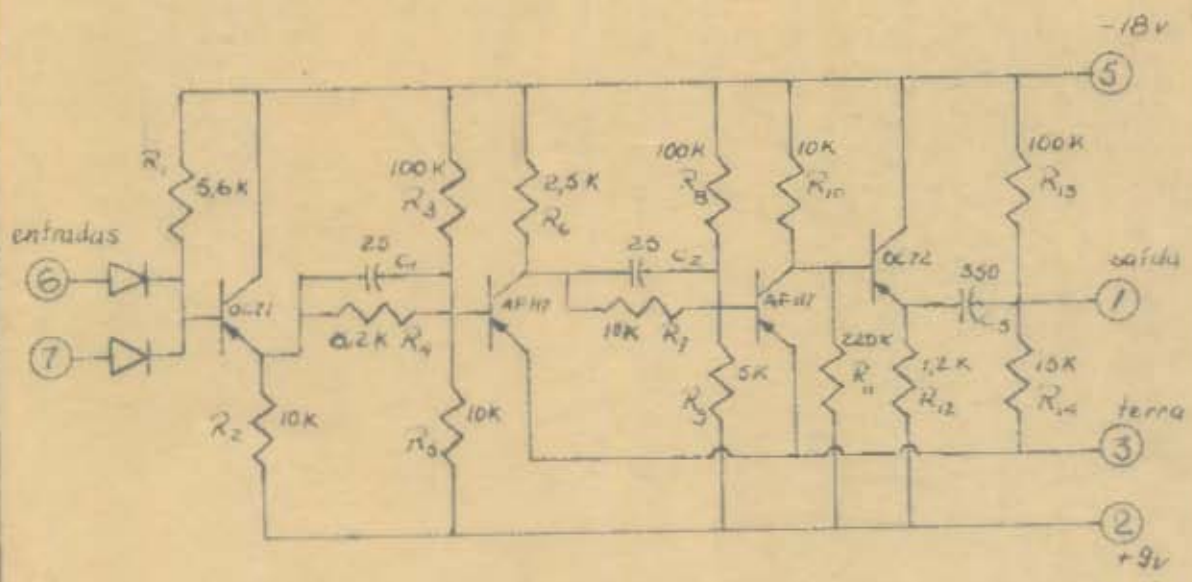 -18v
5
R1
5,6K
100K
R3
2,5K
R6
100K
R8
10K
R10
100K
R13
entradas
6
7
OC71
25
C1
8,2K
R4
AF117
25
C2
10K
R7
AF117
OC72
350
C3
saída
1
R2
10K
R5
10K
R9
5K
220K
R11
1,2K
R12
15K
R14
terra
3
2
+9v